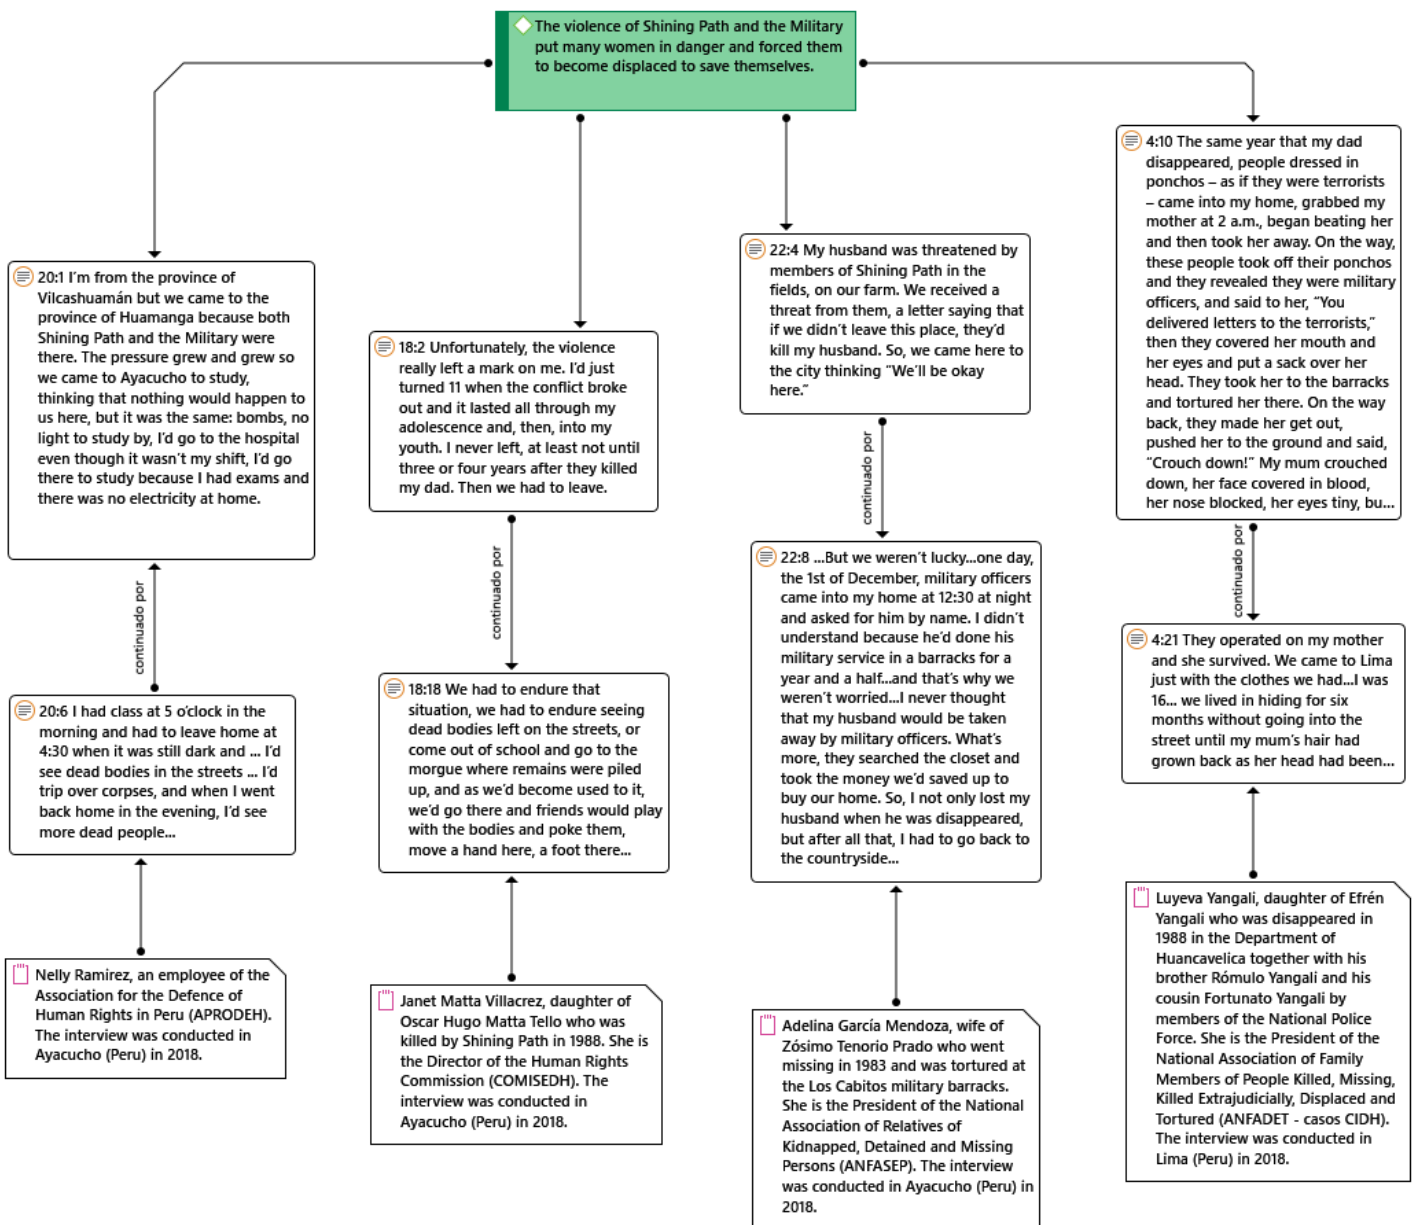 The violence of Shining Path and the Military
put many women in danger and forced them
to become displaced to save themselves.
20:1 I'm from the province of
Vilcashuamán but we came to the
province of Huamanga because both
Shining Path and the Military were
there. The pressure grew and grew so
we came to Ayacucho to study,
thinking that nothing would happen to
us here, but it was the same: bombs, no
light to study by, I'd go to the hospital
even though it wasn't my shift, I'd go
there to study because I had exams and
there was no electricity at home.
continuado por
20:6 I had class at 5 o'clock in the
morning and had to leave home at
4:30 when it was still dark and ... I'd
see dead bodies in the streets ... I'd
trip over corpses, and when I went
back home in the evening, I'd see
more dead people...
Nelly Ramírez, an employee of the
Association for the Defence of
Human Rights in Peru (APRODEH).
The interview was conducted in
Ayacucho (Peru) in 2018.
18:2 Unfortunately, the violence
really left a mark on me. I'd just
turned 11 when the conflict broke
out and it lasted all through my
adolescence and, then, into my
youth. I never left, at least not until
three or four years after they killed
my dad. Then we had to leave.
continuado por
18:18 We had to endure that
situation, we had to endure seeing
dead bodies left on the streets, or
come out of school and go to the
morgue where remains were piled
up, and as we'd become used to it,
we'd go there and friends would play
with the bodies and poke them,
move a hand here, a foot there...
Janet Matta Villacrez, daughter of
Oscar Hugo Matta Tello who was
killed by Shining Path in 1988. She is
the Director of the Human Rights
Commission (COMISEDH). The
interview was conducted in
Ayacucho (Peru) in 2018.
22:4 My husband was threatened by
members of Shining Path in the
fields, on our farm. We received a
threat from them, a letter saying that
if we didn't leave this place, they'd
kill my husband. So, we came here to
the city thinking "We'll be okay
here."
continuado por
22:8 ...But we weren't lucky...one day,
the 1st of December, military officers
came into my home at 12:30 at night
and asked for him by name. I didn't
understand because he'd done his
military service in a barracks for a
year and a half...and that's why we
weren't worried...I never thought
that my husband would be taken
away by military officers. What's
more, they searched the closet and
took the money we'd saved up to
buy our home. So, I not only lost my
husband when he was disappeared,
but after all that, I had to go back to
the countryside...
Adelina García Mendoza, wife of
Zósimo Tenorio Prado who went
missing in 1983 and was tortured at
the Los Cabitos military barracks.
She is the President of the National
Association of Relatives of
Kidnapped, Detained and Missing
Persons (ANFASEP). The interview
was conducted in Ayacucho (Peru) in
2018.
4:10 The same year that my dad
disappeared, people dressed in
ponchos – as if they were terrorists
– came into my home, grabbed my
mother at 2 a.m., began beating her
and then took her away. On the way,
these people took off their ponchos
and they revealed they were military
officers, and said to her, "You
delivered letters to the terrorists,"
then they covered her mouth and
her eyes and put a sack over her
head. They took her to the barracks
and tortured her there. On the way
back, they made her get out,
pushed her to the ground and said,
"Crouch down!" My mum crouched
down, her face covered in blood,
her nose blocked, her eyes tiny, bu...
continuado por
4:21 They operated on my mother
and she survived. We came to Lima
just with the clothes we had...I was
16... we lived in hiding for six
months without going into the
street until my mum's hair had
grown back as her head had been...
Luyeva Yangali, daughter of Efrén
Yangali who was disappeared in
1988 in the Department of
Huancavelica together with his
brother Rómulo Yangali and his
cousin Fortunato Yangali by
members of the National Police
Force. She is the President of the
National Association of Family
Members of People Killed, Missing,
Killed Extrajudicially, Displaced and
Tortured (ANFADET - casos CIDH).
The interview was conducted in
Lima (Peru) in 2018.